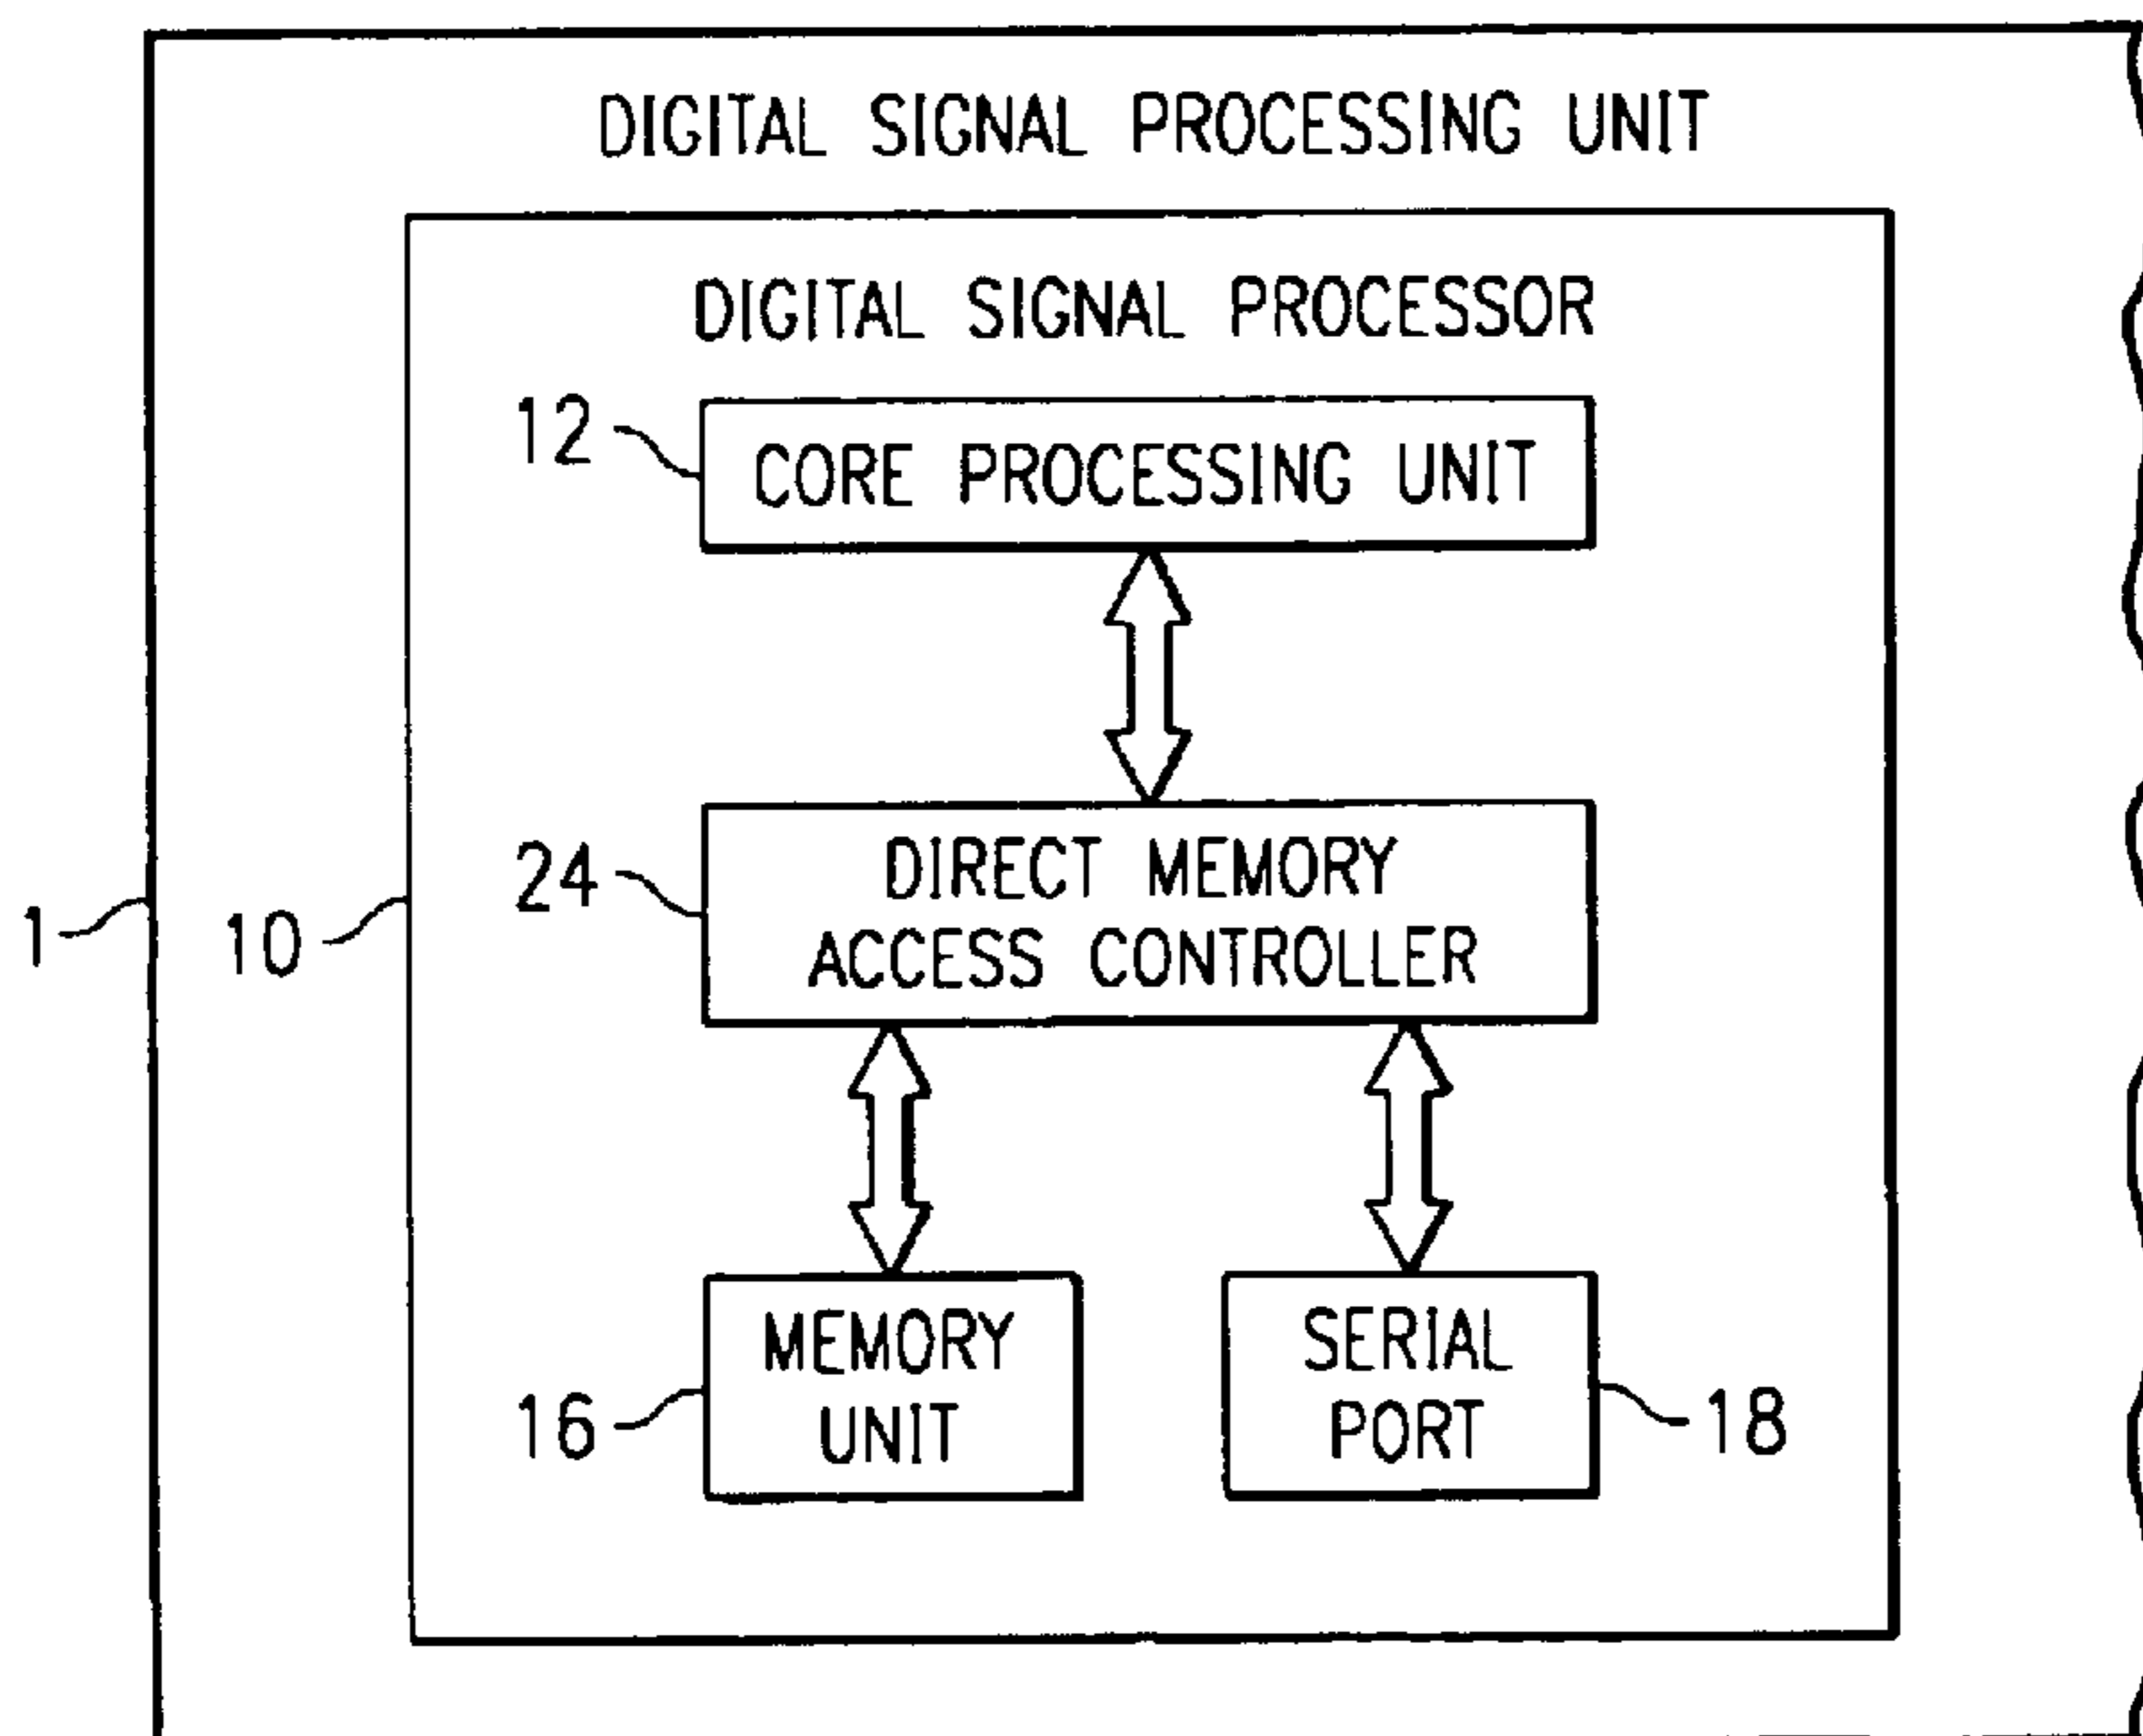 DIGITAL SIGNAL PROCESSING UNIT
DIGITAL SIGNAL PROCESSOR
12
CORE PROCESSING UNIT
24
DIRECT MEMORY
ACCESS CONTROLLER
1
10
MEMORY
UNIT
16
SERIAL
PORT
18